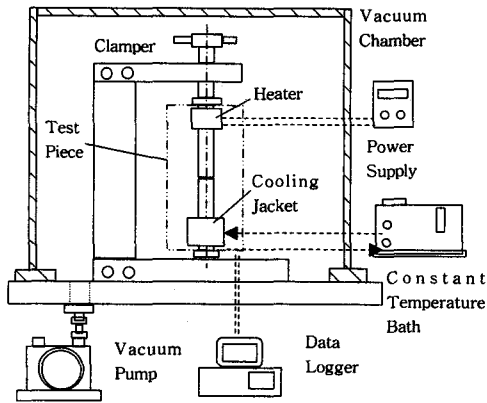 Vacuum
Chamber
Clamper
Heater
Test
Piece
Power
Supply
Cooling
Jacket
Constant
Temperature
Bath
Vacuum
Pump
Data
Logger